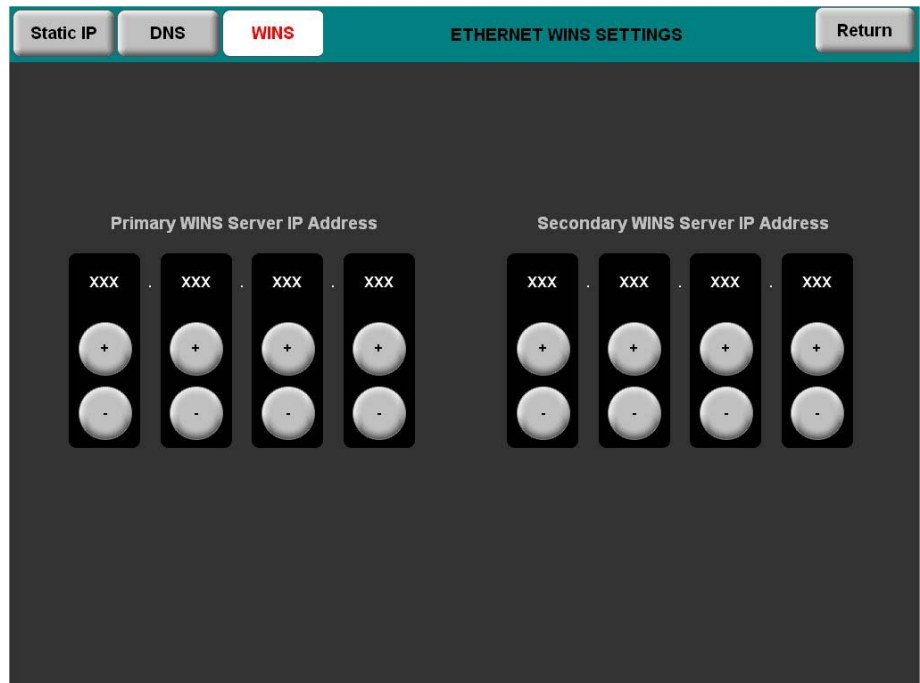 Static IP DNS WINS ETHERNET WINS SETTINGS Return
Primary WINS Server IP Address Secondary WINS Server IP Address
XXX . XXX . XXX . XXX XXX . XXX . XXX . XXX
+ + + + + + + +
- - - - - - - -